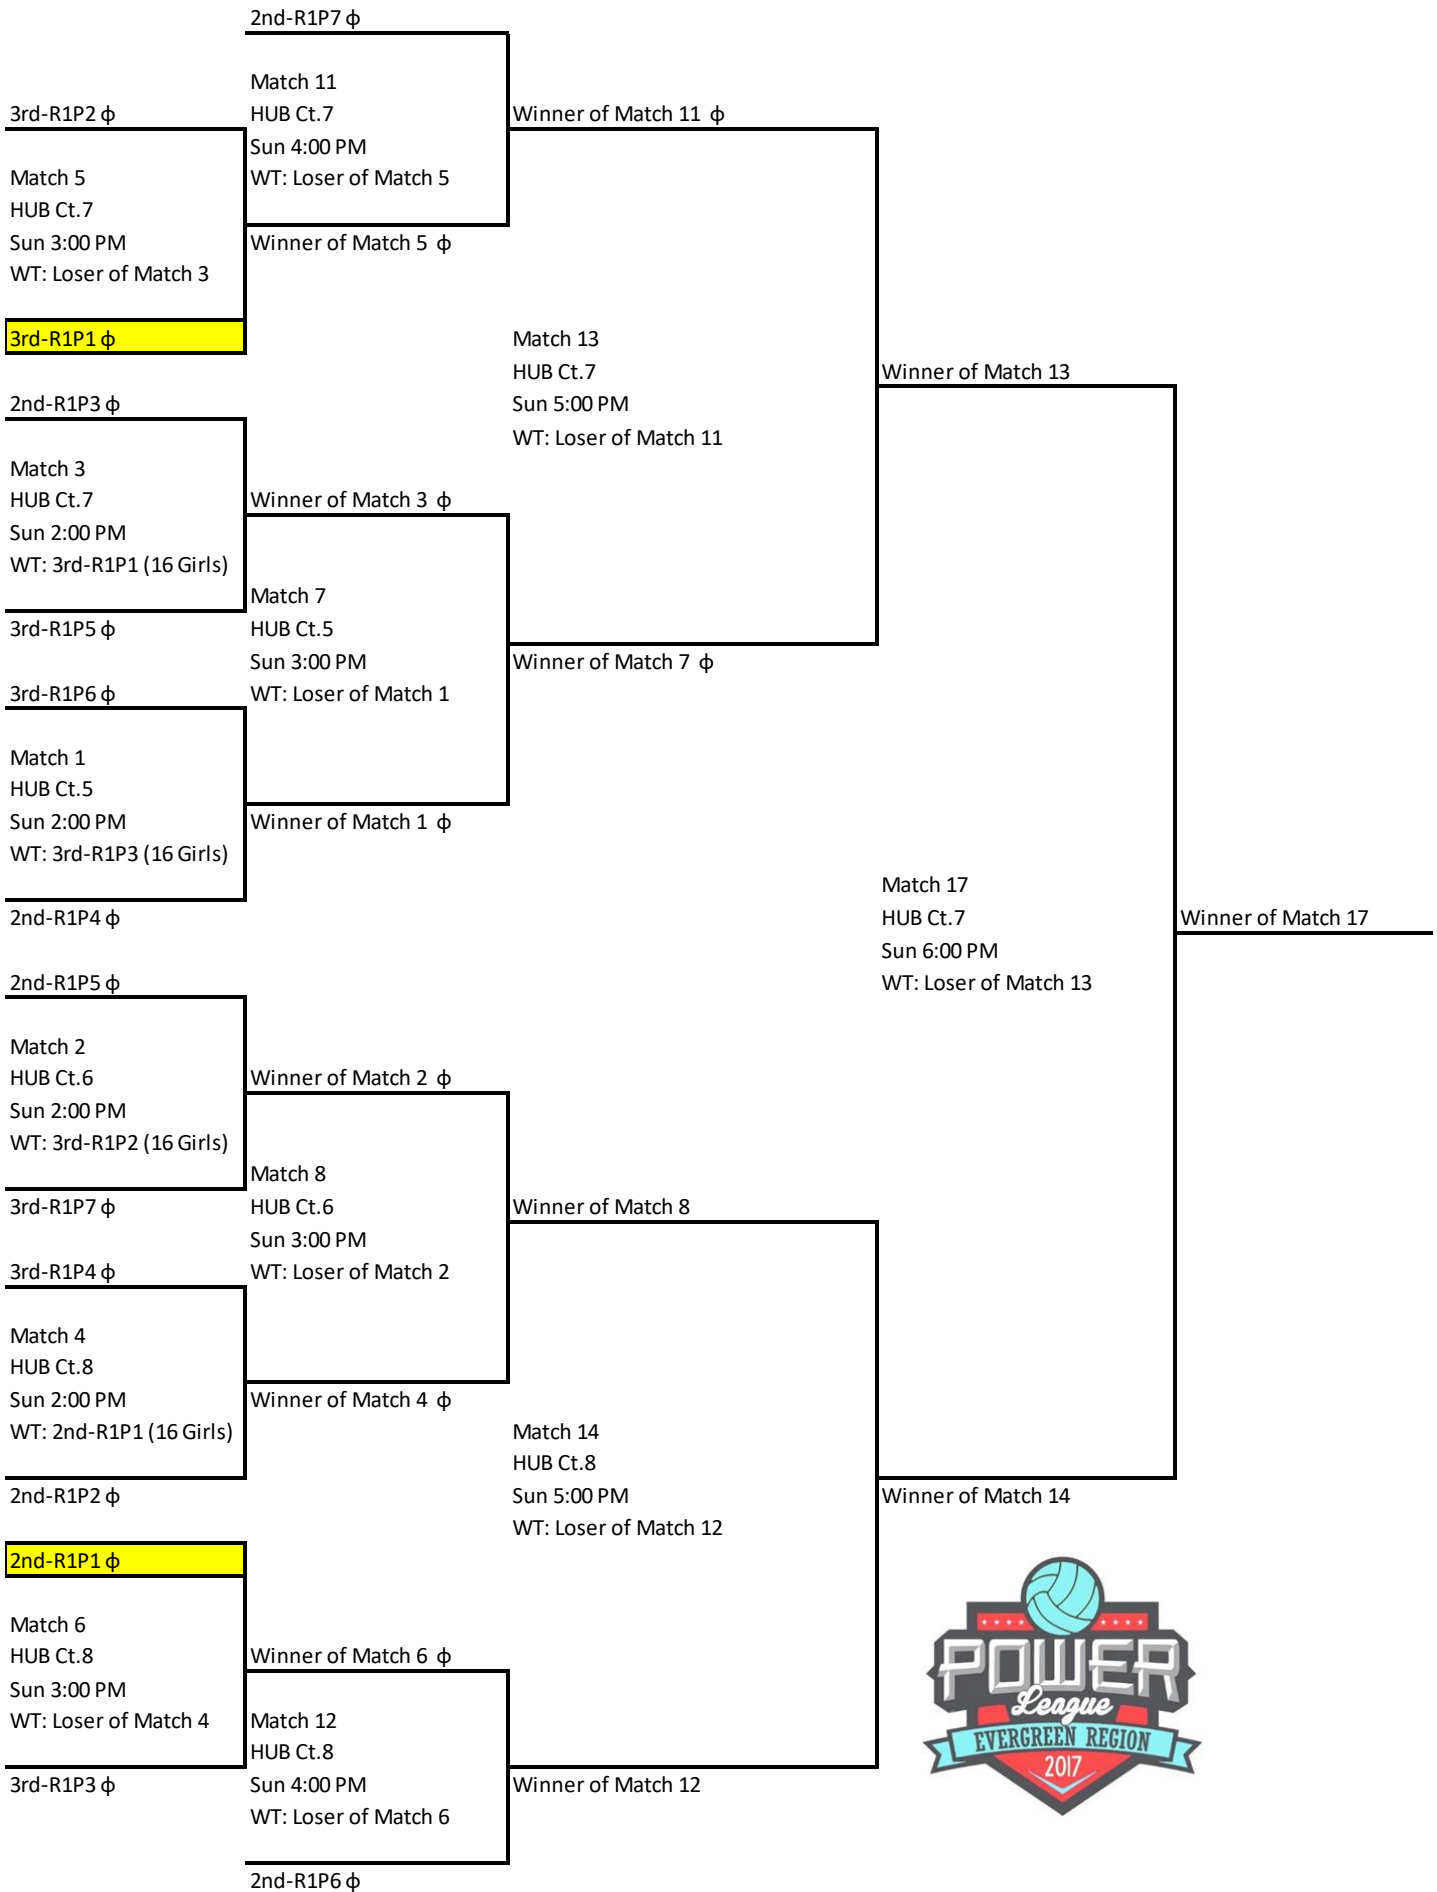 2nd-R1P7 ф
Match 11
HUB Ct.7
Sun 4:00 PM
WT: Loser of Match 5
3rd-R1P2 ф
Winner of Match 11 ф
Match 5
HUB Ct.7
Sun 3:00 PM
WT: Loser of Match 3
Winner of Match 5 ф
3rd-R1P1 ф
Match 13
HUB Ct.7
Sun 5:00 PM
WT: Loser of Match 11
Winner of Match 13
2nd-R1P3 ф
Match 3
HUB Ct.7
Sun 2:00 PM
WT: 3rd-R1P1 (16 Girls)
Winner of Match 3 ф
3rd-R1P5 ф
Match 7
HUB Ct.5
Sun 3:00 PM
WT: Loser of Match 1
Winner of Match 7 ф
3rd-R1P6 ф
Match 1
HUB Ct.5
Sun 2:00 PM
WT: 3rd-R1P3 (16 Girls)
Winner of Match 1 ф
2nd-R1P4 ф
Match 17
HUB Ct.7
Sun 6:00 PM
WT: Loser of Match 13
Winner of Match 17
2nd-R1P5 ф
Match 2
HUB Ct.6
Sun 2:00 PM
WT: 3rd-R1P2 (16 Girls)
Winner of Match 2 ф
3rd-R1P7 ф
Match 8
HUB Ct.6
Sun 3:00 PM
WT: Loser of Match 2
Winner of Match 8
3rd-R1P4 ф
Match 4
HUB Ct.8
Sun 2:00 PM
WT: 2nd-R1P1 (16 Girls)
Winner of Match 4 ф
2nd-R1P2 ф
Match 14
HUB Ct.8
Sun 5:00 PM
WT: Loser of Match 12
Winner of Match 14
2nd-R1P1 ф
Match 6
HUB Ct.8
Sun 3:00 PM
WT: Loser of Match 4
Winner of Match 6 ф
3rd-R1P3 ф
Match 12
HUB Ct.8
Sun 4:00 PM
WT: Loser of Match 6
Winner of Match 12
2nd-R1P6 ф
POWER
League
EVERGREEN REGION
2017